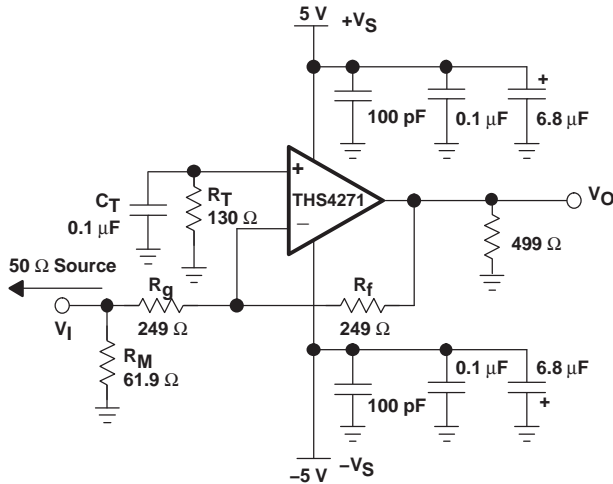 5 V
+VS
+
100 pF
0.1 µF
6.8 µF
+
THS4271
−
CT
0.1 µF
RT
130 Ω
VO
499 Ω
50 Ω Source
VI
Rg
249 Ω
Rf
249 Ω
RM
61.9 Ω
0.1 µF
6.8 µF
100 pF
+
−5 V
−VS